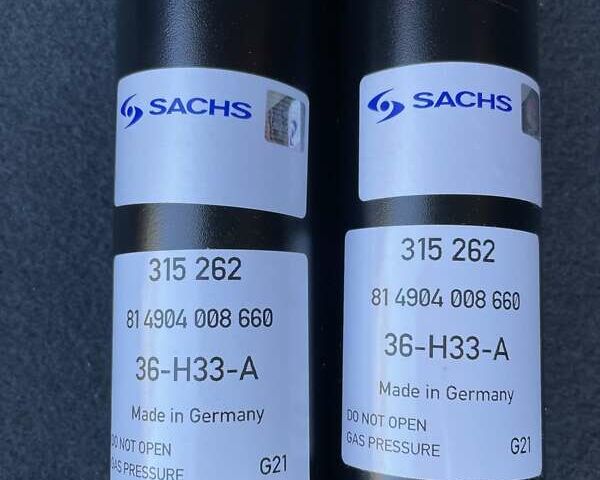 SACHS
315 262
81 4904 008 660
36-H33-A
Made in Germany
DO NOT OPEN
GAS PRESSURE
G21
SACHS
315 262
81 4904 008 660
36-H33-A
Made in Germany
DO NOT OPEN
GAS PRESSURE
G21